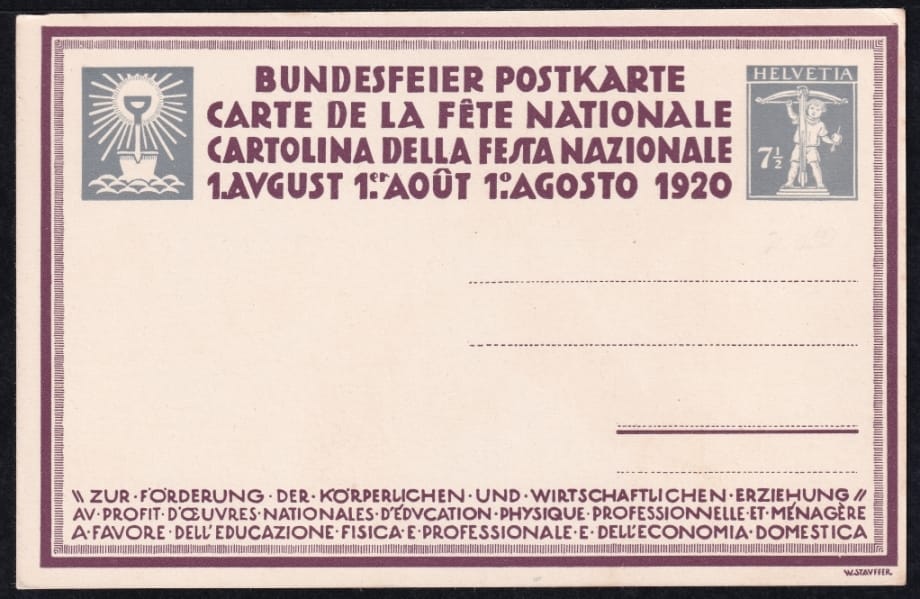 BUNDESFEIER POSTKARTE
CARTE DE LA FÊTE NATIONALE
CARTOLINA DELLA FESTA NAZIONALE
1. AVGUST 1.er AOÛT 1.o AGOSTO 1920
HELVETIA
7½
\\ ZUR · FÖRDERUNG · DER · KÖRPERLICHEN · UND · WIRTSCHAFTLICHEN · ERZIEHUNG //
AV · PROFIT · D'ŒUVRES · NATIONALES · D'ÉDVCATION · PHYSIQUE · PROFESSIONNELLE · ET · MÉNAGÈRE
A · FAVORE · DELL'EDUCAZIONE · FISICA · E · PROFESSIONALE · E · DELL'ECONOMIA · DOMESTICA
W. STAVFFER.